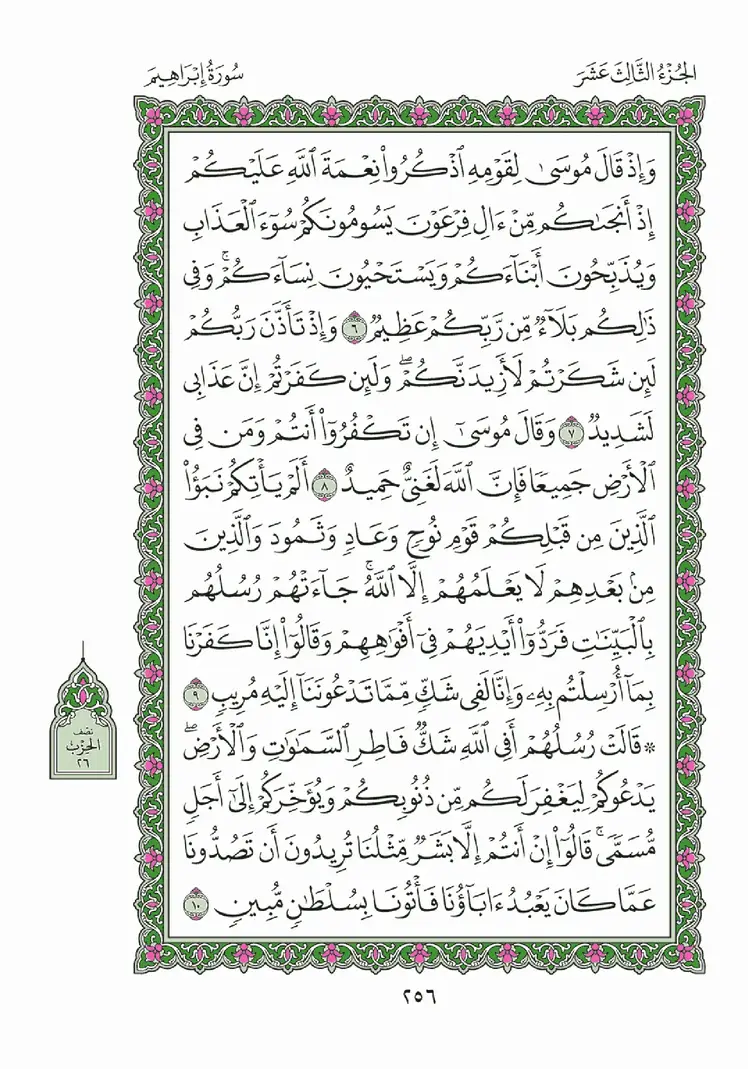 الجُزْءُ الثَّالِثَ عَشَرَ
سُورَةُ إِبْرَاهِيمَ
وَإِذْ قَالَ مُوسَىٰ لِقَوْمِهِ ٱذْكُرُوا۟ نِعْمَةَ ٱللَّهِ عَلَيْكُمْ
إِذْ أَنجَىٰكُم مِّنْ ءَالِ فِرْعَوْنَ يَسُومُونَكُمْ سُوٓءَ ٱلْعَذَابِ
وَيُذَبِّحُونَ أَبْنَآءَكُمْ وَيَسْتَحْيُونَ نِسَآءَكُمْ ۚ وَفِى
ذَٰلِكُم بَلَآءٌ مِّن رَّبِّكُمْ عَظِيمٌ ٦ وَإِذْ تَأَذَّنَ رَبُّكُمْ
لَئِن شَكَرْتُمْ لَأَزِيدَنَّكُمْ ۖ وَلَئِن كَفَرْتُمْ إِنَّ عَذَابِى
لَشَدِيدٌ ٧ وَقَالَ مُوسَىٰٓ إِن تَكْفُرُوٓا۟ أَنتُمْ وَمَن فِى
ٱلْأَرْضِ جَمِيعًا فَإِنَّ ٱللَّهَ لَغَنِىٌّ حَمِيدٌ ٨ أَلَمْ يَأْتِكُمْ نَبَؤُا۟
ٱلَّذِينَ مِن قَبْلِكُمْ قَوْمِ نُوحٍ وَعَادٍ وَثَمُودَ وَٱلَّذِينَ
مِنۢ بَعْدِهِمْ لَا يَعْلَمُهُمْ إِلَّا ٱللَّهُ ۚ جَآءَتْهُمْ رُسُلُهُم
بِٱلْبَيِّنَٰتِ فَرَدُّوٓا۟ أَيْدِيَهُمْ فِىٓ أَفْوَٰهِهِمْ وَقَالُوٓا۟ إِنَّا كَفَرْنَا
بِمَآ أُرْسِلْتُم بِهِۦ وَإِنَّا لَفِى شَكٍّ مِّمَّا تَدْعُونَنَآ إِلَيْهِ مُرِيبٍ ٩
۞ قَالَتْ رُسُلُهُمْ أَفِى ٱللَّهِ شَكٌّ فَاطِرِ ٱلسَّمَٰوَٰتِ وَٱلْأَرْضِ ۖ
يَدْعُوكُمْ لِيَغْفِرَ لَكُم مِّن ذُنُوبِكُمْ وَيُؤَخِّرَكُمْ إِلَىٰٓ أَجَلٍ
مُّسَمًّى ۚ قَالُوٓا۟ إِنْ أَنتُمْ إِلَّا بَشَرٌ مِّثْلُنَا تُرِيدُونَ أَن تَصُدُّونَا
عَمَّا كَانَ يَعْبُدُ ءَابَآؤُنَا فَأْتُونَا بِسُلْطَٰنٍ مُّبِينٍ ١٠
نصف
الحزب
٢٦
٢٥٦